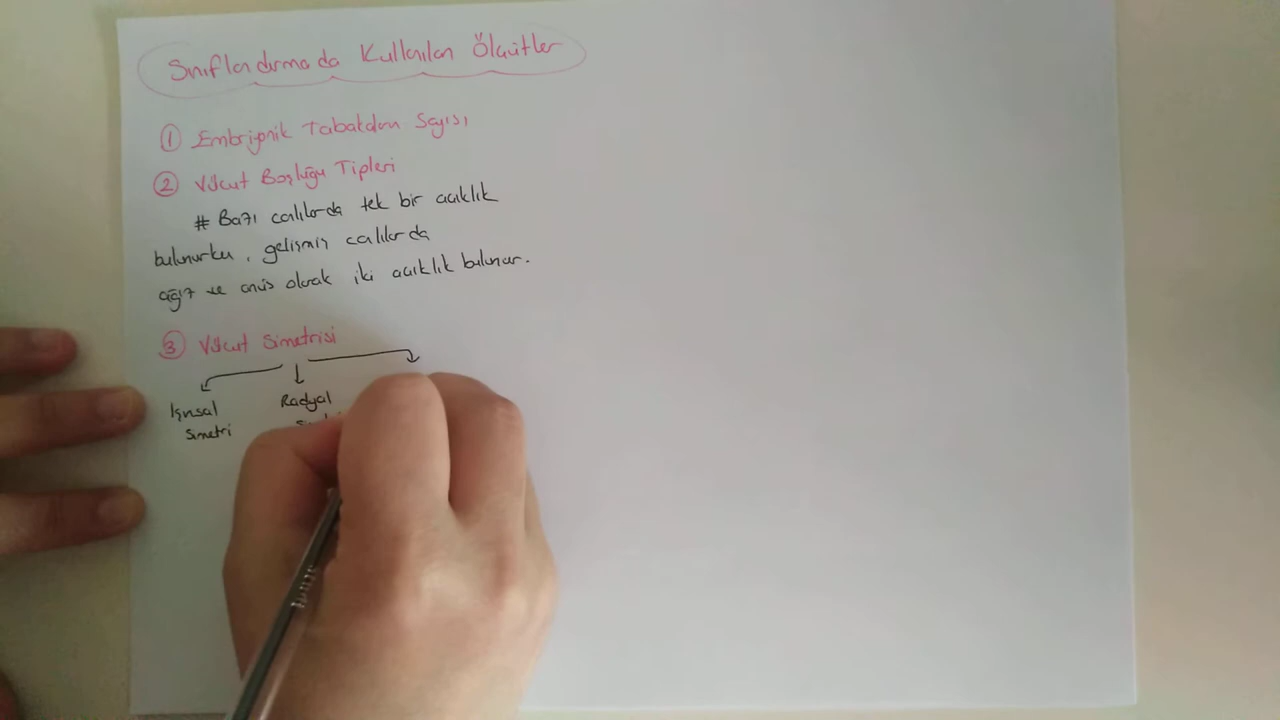 Sınıflandırmada Kullanılan Ölçütler
① Embriyonik Tabakaların Sayısı
② Vücut Boşluğu Tipleri
# Bazı canlılarda tek bir açıklık
bulunurken, gelişmiş canlılarda
ağız ve anüs olarak iki açıklık bulunur.
③ Vücut Simetrisi
Işınsal Radyal
Simetri